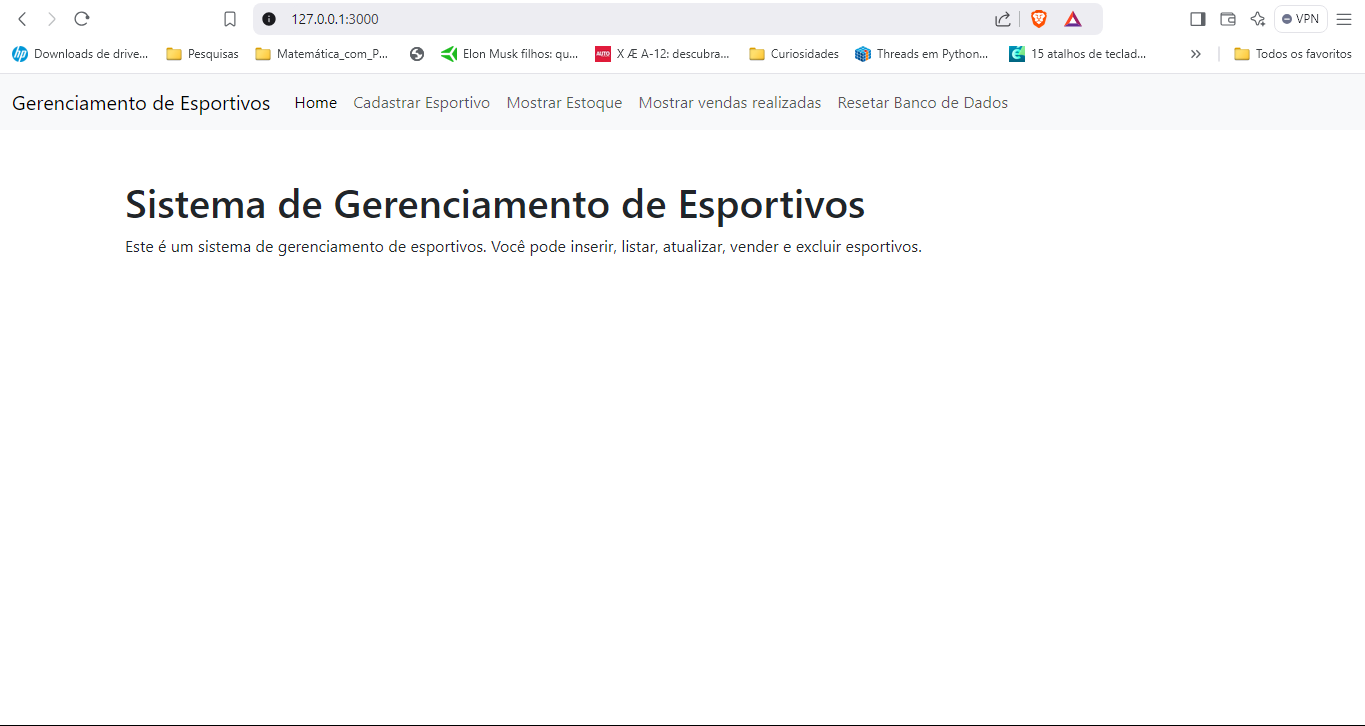 127.0.0.1:3000
VPN
Downloads de drive...
Pesquisas
Matemática_com_P...
Elon Musk filhos: qu...
AUTO
X Æ A-12: descubra...
Curiosidades
Threads em Python...
15 atalhos de teclad...
Todos os favoritos
Gerenciamento de Esportivos Home Cadastrar Esportivo Mostrar Estoque Mostrar vendas realizadas Resetar Banco de Dados
Sistema de Gerenciamento de Esportivos
Este é um sistema de gerenciamento de esportivos. Você pode inserir, listar, atualizar, vender e excluir esportivos.